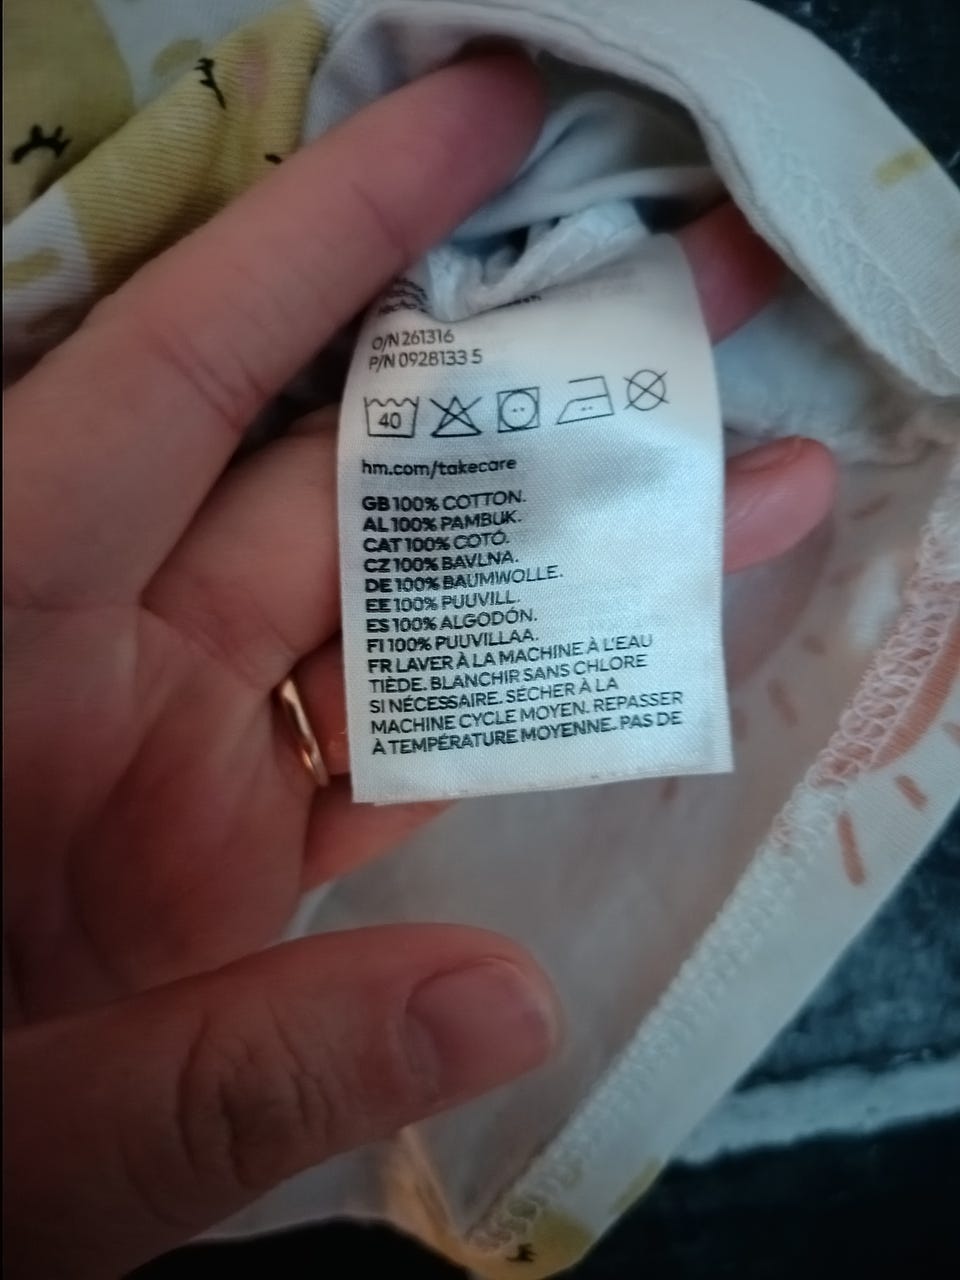 O/N 261316
P/N 0928133 5
40
hm.com/takecare
GB 100% COTTON.
AL 100% PAMBUK.
CAT 100% COTÓ.
CZ 100% BAVLNA.
DE 100% BAUMWOLLE.
EE 100% PUUVILL.
ES 100% ALGODÓN.
FI 100% PUUVILLAA.
FR LAVER À LA MACHINE À L'EAU
TIÈDE. BLANCHIR SANS CHLORE
SI NÉCESSAIRE. SÉCHER À LA
MACHINE CYCLE MOYEN. REPASSER
À TEMPÉRATURE MOYENNE. PAS DE